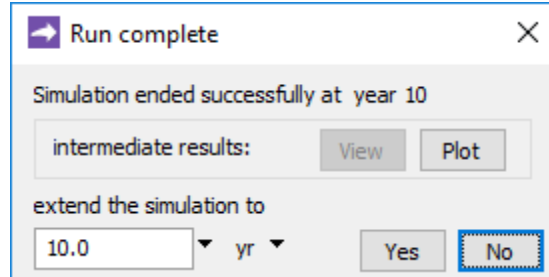 Run complete
Simulation ended successfully at year 10
intermediate results: View Plot
extend the simulation to
10.0 yr Yes No